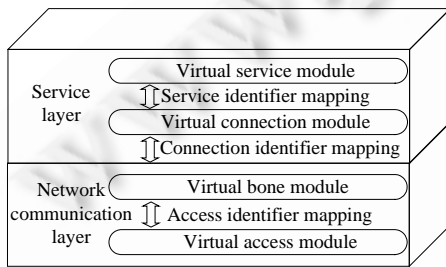 Virtual service module
Service identifier mapping
Service
layer
Virtual connection module
Connection identifier mapping
Virtual bone module
Network
communication
layer
Access identifier mapping
Virtual access module